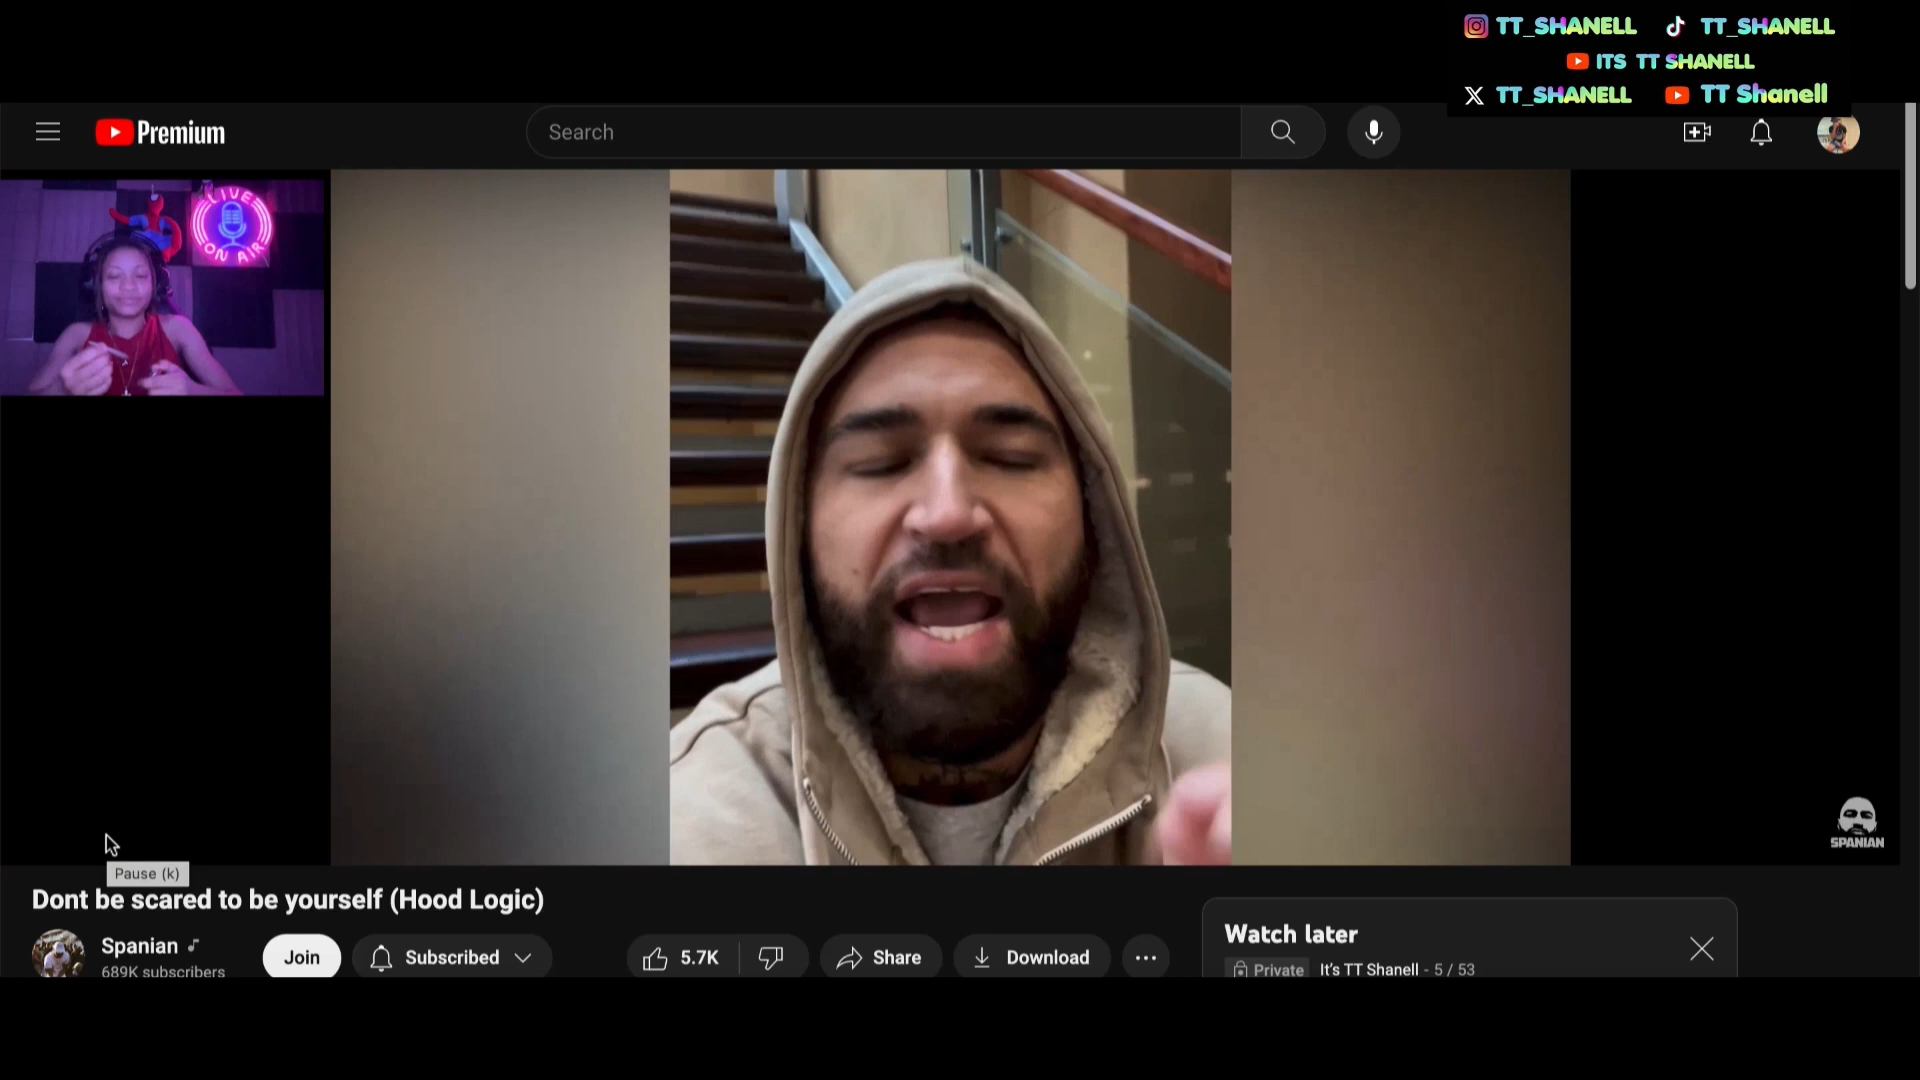 TT_SHANELL TT_SHANELL
ITS TT SHANELL
TT_SHANELL TT Shanell
Premium
Search
LIVE
ON AIR
SPANIAN
Pause (k)
Dont be scared to be yourself (Hood Logic)
Spanian
689K subscribers
Join
Subscribed
5.7K
Share
Download
Watch later
Private It's TT Shanell - 5 / 53